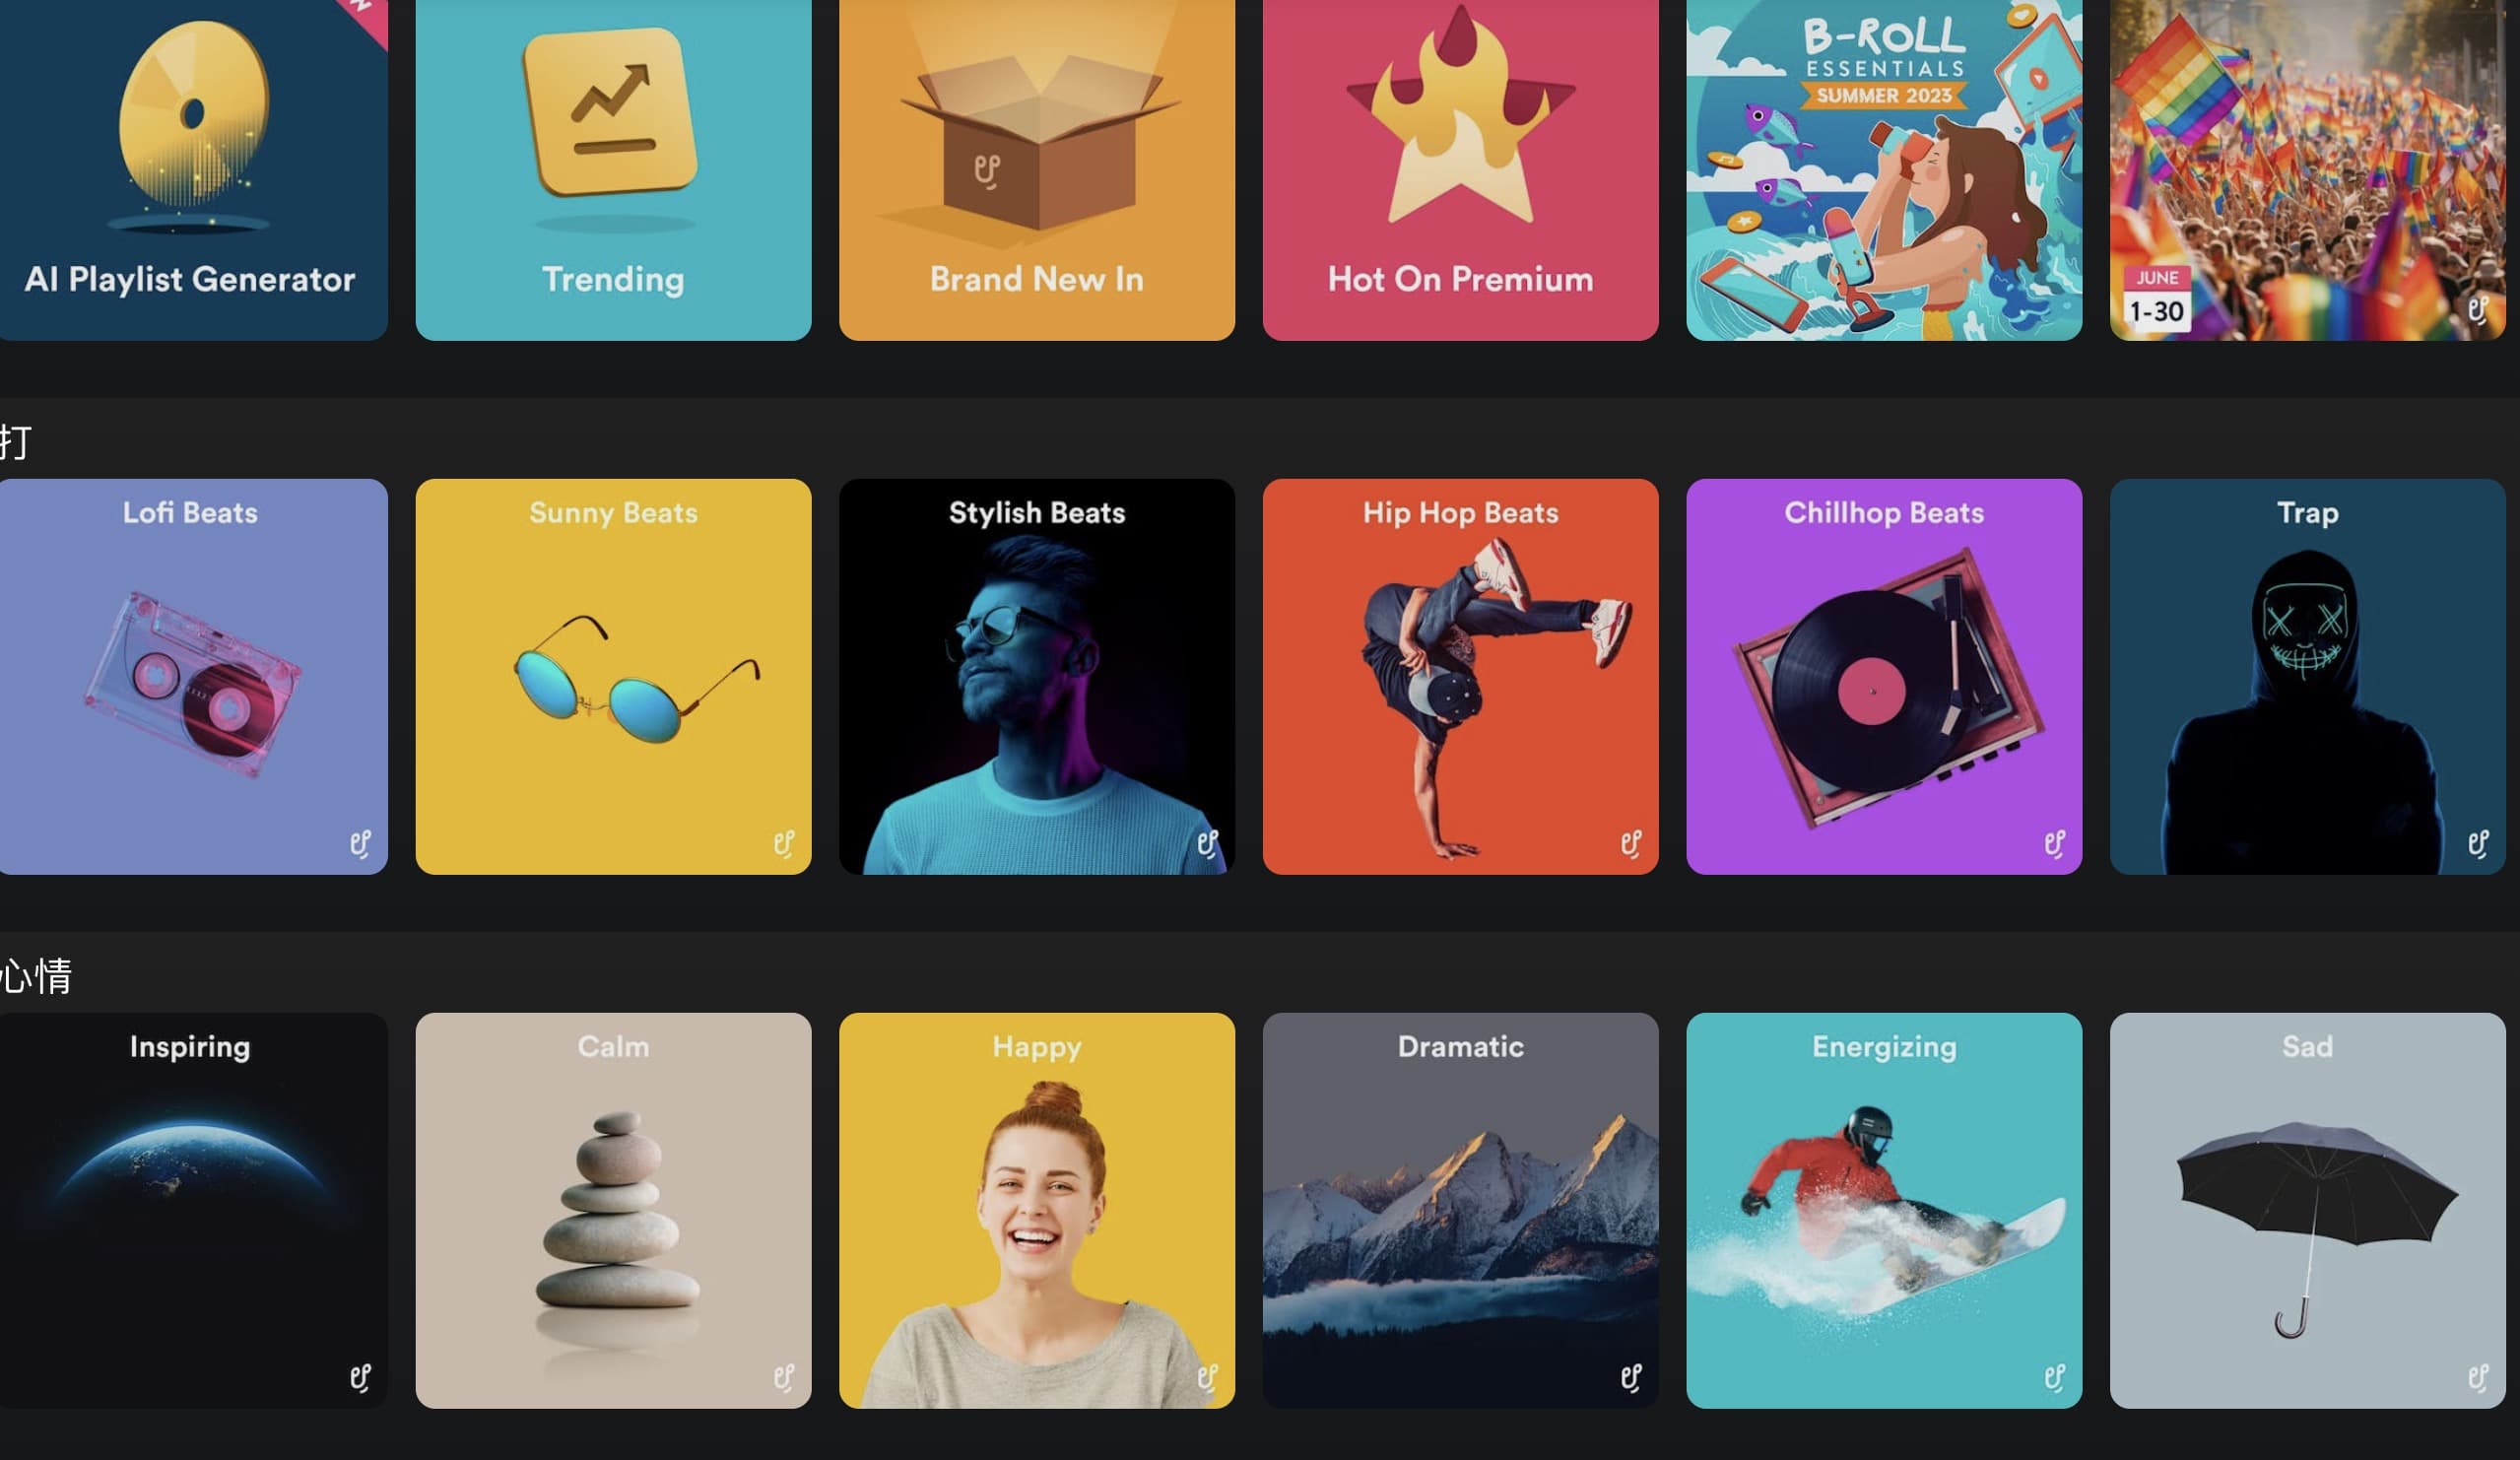 AI Playlist Generator
Trending
Brand New In
Hot On Premium
B-ROLL
ESSENTIALS
SUMMER 2023
JUNE
1-30
打
Lofi Beats
Sunny Beats
Stylish Beats
Hip Hop Beats
Chillhop Beats
Trap
心情
Inspiring
Calm
Happy
Dramatic
Energizing
Sad